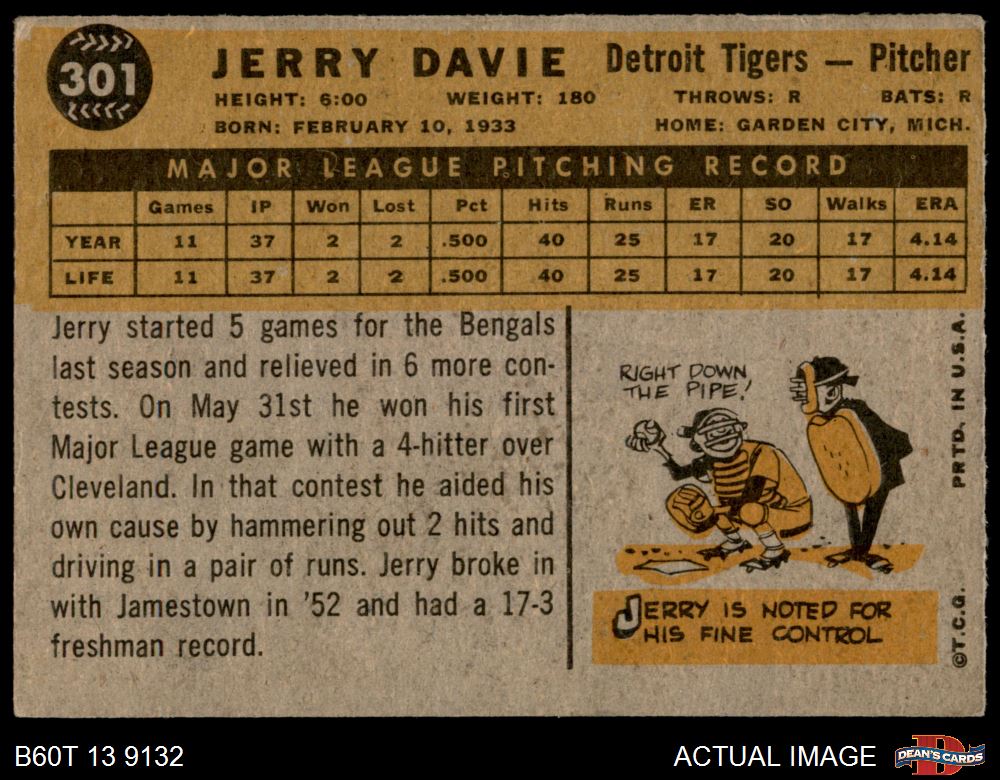 301
JERRY DAVIE Detroit Tigers — Pitcher
HEIGHT: 6:00 WEIGHT: 180 THROWS: R BATS: R
BORN: FEBRUARY 10, 1933 HOME: GARDEN CITY, MICH.
MAJOR LEAGUE PITCHING RECORD
Games IP Won Lost Pct Hits Runs ER SO Walks ERA
YEAR 11 37 2 2 .500 40 25 17 20 17 4.14
LIFE 11 37 2 2 .500 40 25 17 20 17 4.14
Jerry started 5 games for the Bengals
last season and relieved in 6 more con-
tests. On May 31st he won his first
Major League game with a 4-hitter over
Cleveland. In that contest he aided his
own cause by hammering out 2 hits and
driving in a pair of runs. Jerry broke in
with Jamestown in '52 and had a 17-3
freshman record.
RIGHT DOWN
THE PIPE!
JERRY IS NOTED FOR
HIS FINE CONTROL
©T.C.G. PRTD. IN U.S.A.
B60T 13 9132
ACTUAL IMAGE
D
DEAN'S CARDS